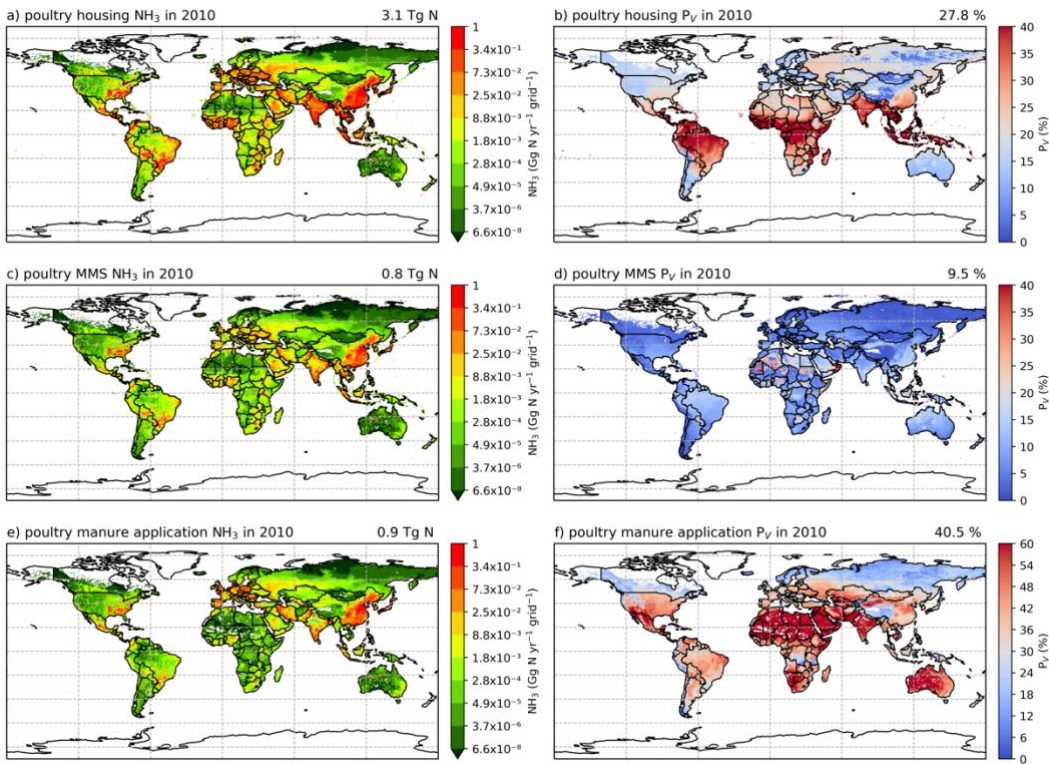 a) poultry housing NH₃ in 2010 3.1 Tg N
1
3.4x10⁻¹
7.3x10⁻²
2.5x10⁻²
8.8x10⁻³
1.8x10⁻³
2.8x10⁻⁴
4.9x10⁻⁵
3.7x10⁻⁶
6.6x10⁻⁸
NH₃ (Gg N yr⁻¹ grid⁻¹)
b) poultry housing Pᵥ in 2010 27.8 %
40
35
30
25
20
15
10
5
0
Pᵥ (%)
c) poultry MMS NH₃ in 2010 0.8 Tg N
1
3.4x10⁻¹
7.3x10⁻²
2.5x10⁻²
8.8x10⁻³
1.8x10⁻³
2.8x10⁻⁴
4.9x10⁻⁵
3.7x10⁻⁶
6.6x10⁻⁸
NH₃ (Gg N yr⁻¹ grid⁻¹)
d) poultry MMS Pᵥ in 2010 9.5 %
40
35
30
25
20
15
10
5
0
Pᵥ (%)
e) poultry manure application NH₃ in 2010 0.9 Tg N
1
3.4x10⁻¹
7.3x10⁻²
2.5x10⁻²
8.8x10⁻³
1.8x10⁻³
2.8x10⁻⁴
4.9x10⁻⁵
3.7x10⁻⁶
6.6x10⁻⁸
NH₃ (Gg N yr⁻¹ grid⁻¹)
f) poultry manure application Pᵥ in 2010 40.5 %
60
54
48
42
36
30
24
18
12
6
0
Pᵥ (%)